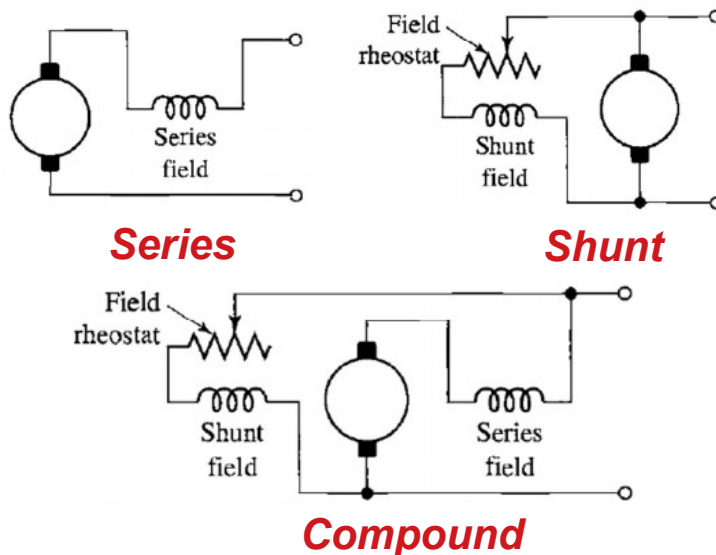 Series
field
Series
Field
rheostat
Shunt
field
Shunt
Field
rheostat
Shunt
field
Series
field
Compound